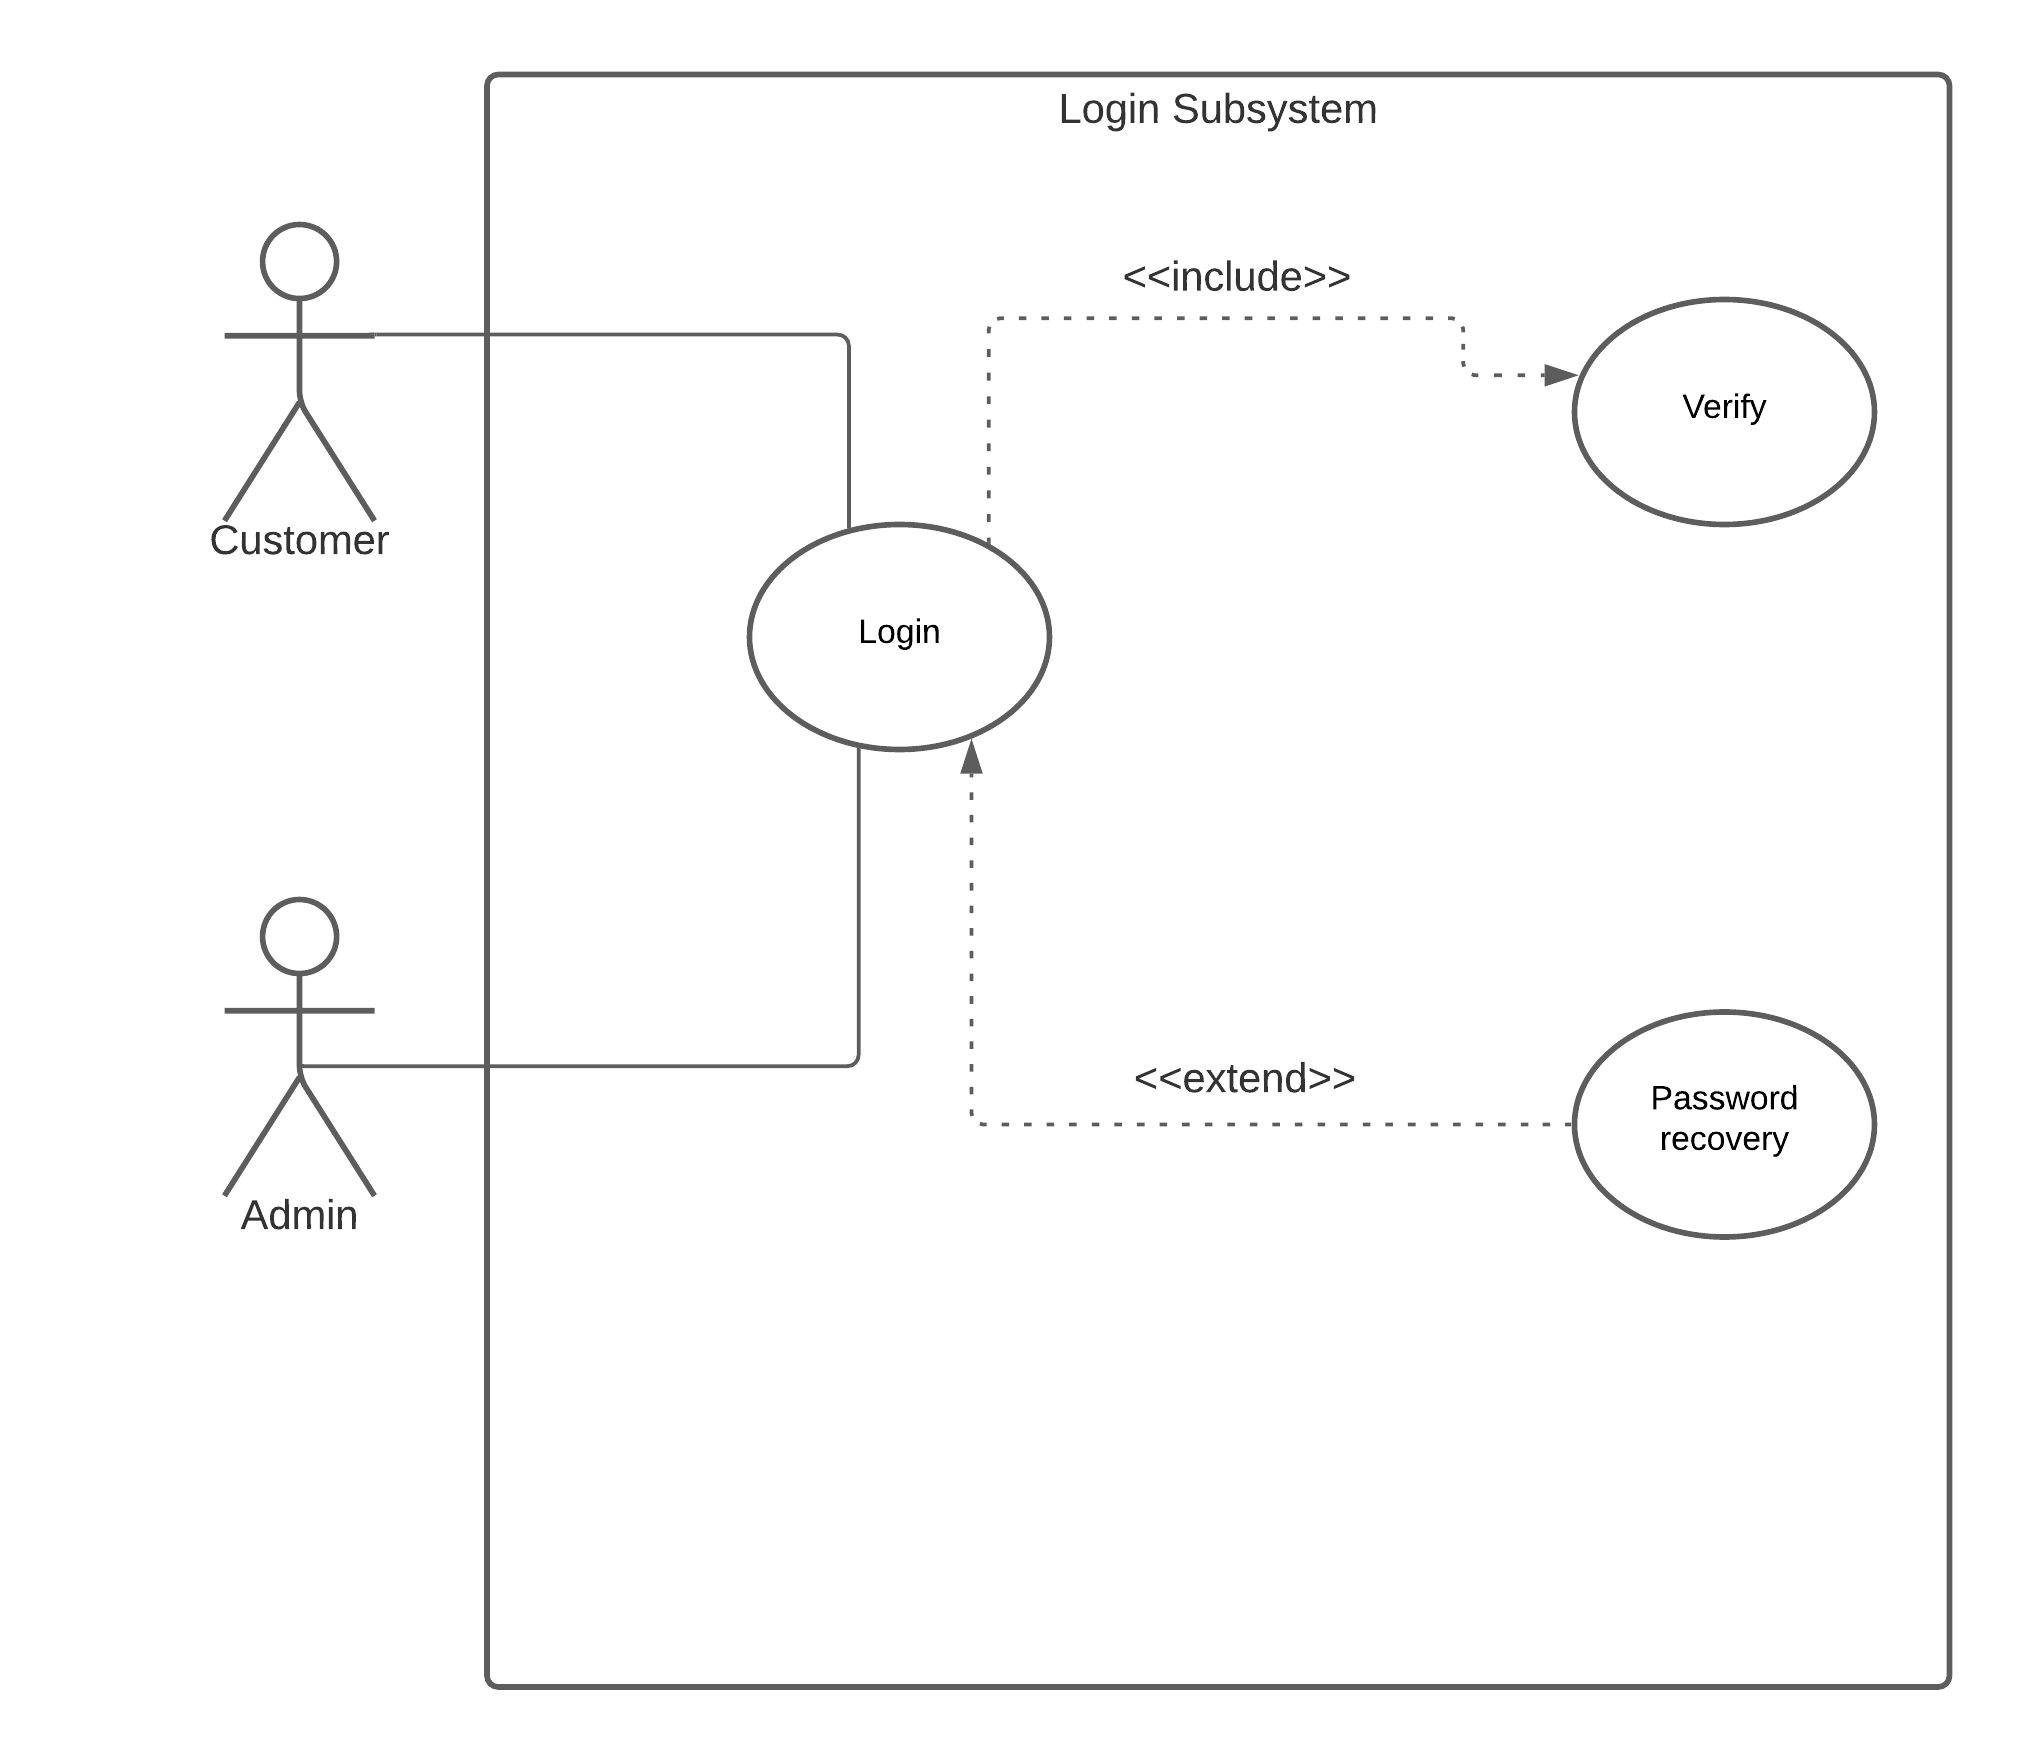 Login Subsystem
<<include>>
Verify
Customer
Login
<<extend>>
Password
recovery
Admin